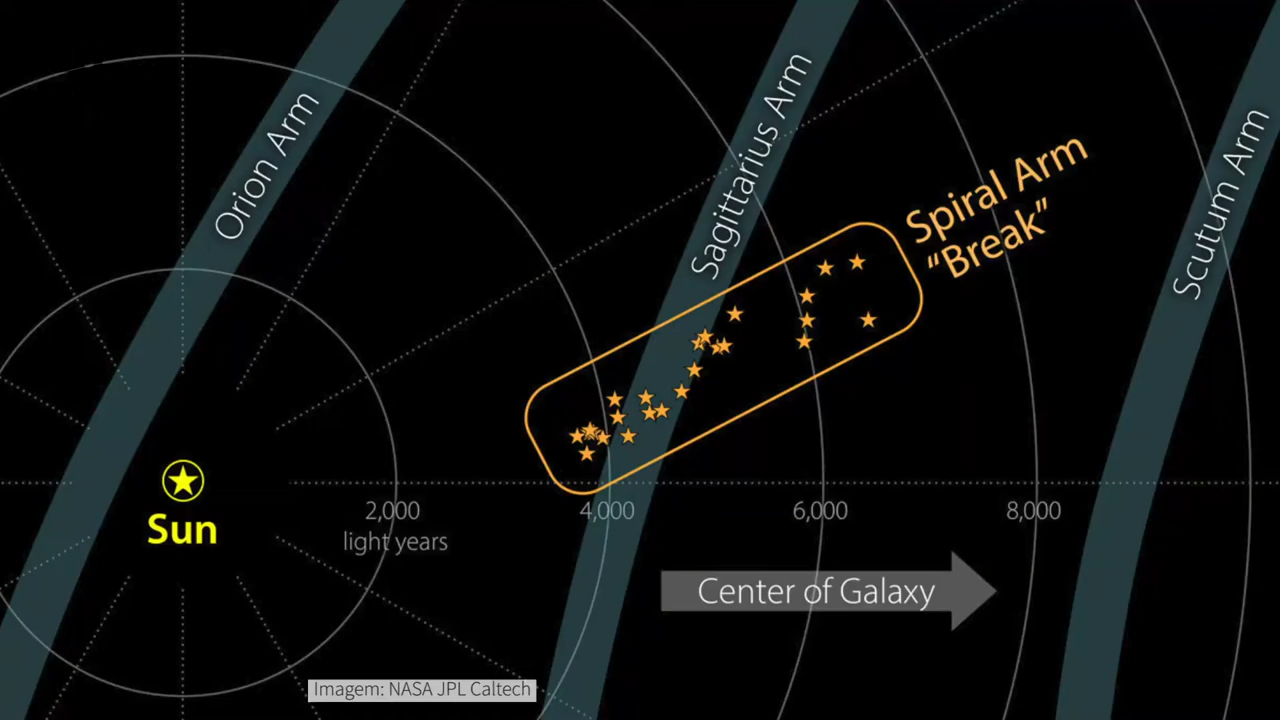 Orion Arm
Sagittarius Arm
Scutum Arm
Spiral Arm
“Break”
Sun
2,000
light years
4,000
6,000
8,000
Center of Galaxy
Imagem: NASA JPL Caltech